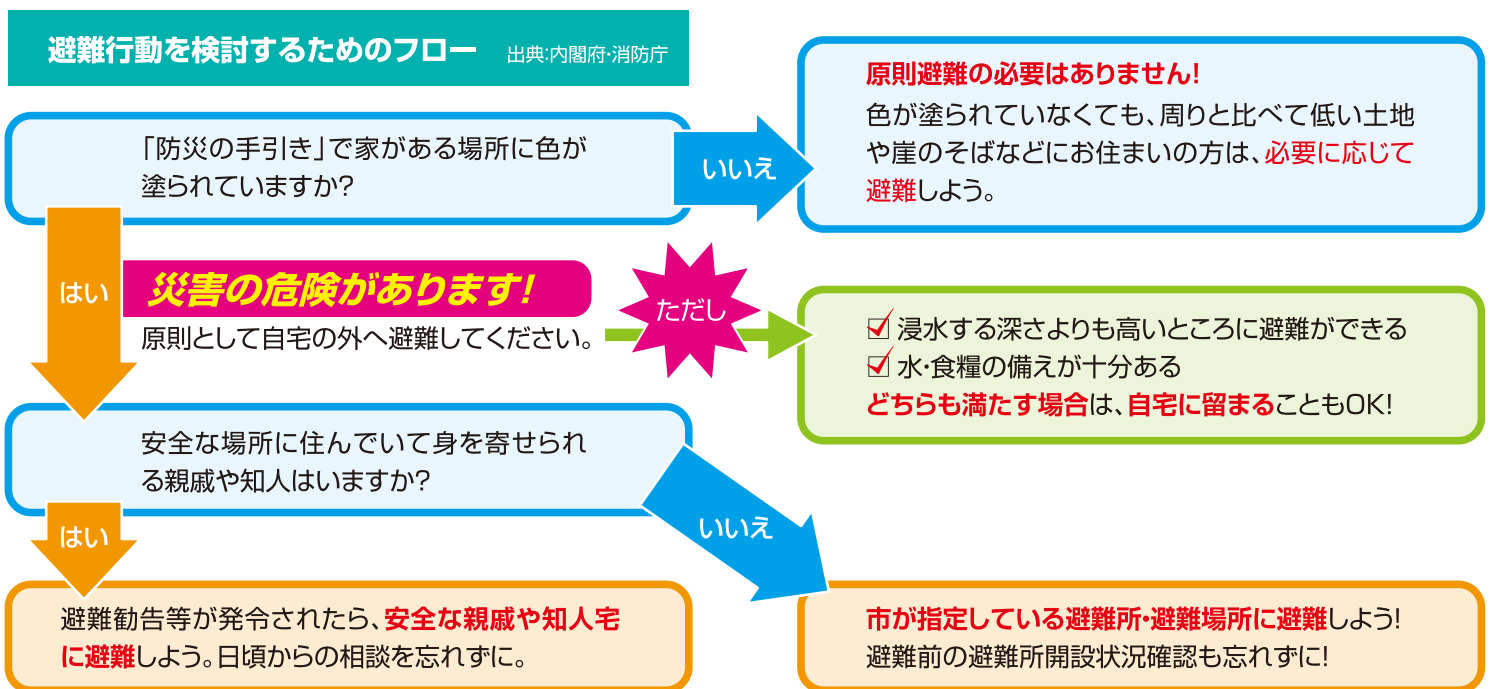 避難行動を検討するためのフロー 出典:内閣府・消防庁
「防災の手引き」で家がある場所に色が
塗られていますか?
いいえ
原則避難の必要はありません!
色が塗られていなくても、周りと比べて低い土地
や崖のそばなどにお住まいの方は、必要に応じて
避難しよう。
はい
災害の危険があります!
原則として自宅の外へ避難してください。
ただし
浸水する深さよりも高いところに避難ができる
水・食糧の備えが十分ある
どちらも満たす場合は、自宅に留まることもOK!
安全な場所に住んでいて身を寄せられ
る親戚や知人はいますか?
はい
いいえ
避難勧告等が発令されたら、安全な親戚や知人宅
に避難しよう。日頃からの相談を忘れずに。
市が指定している避難所・避難場所に避難しよう!
避難前の避難所開設状況確認も忘れずに!